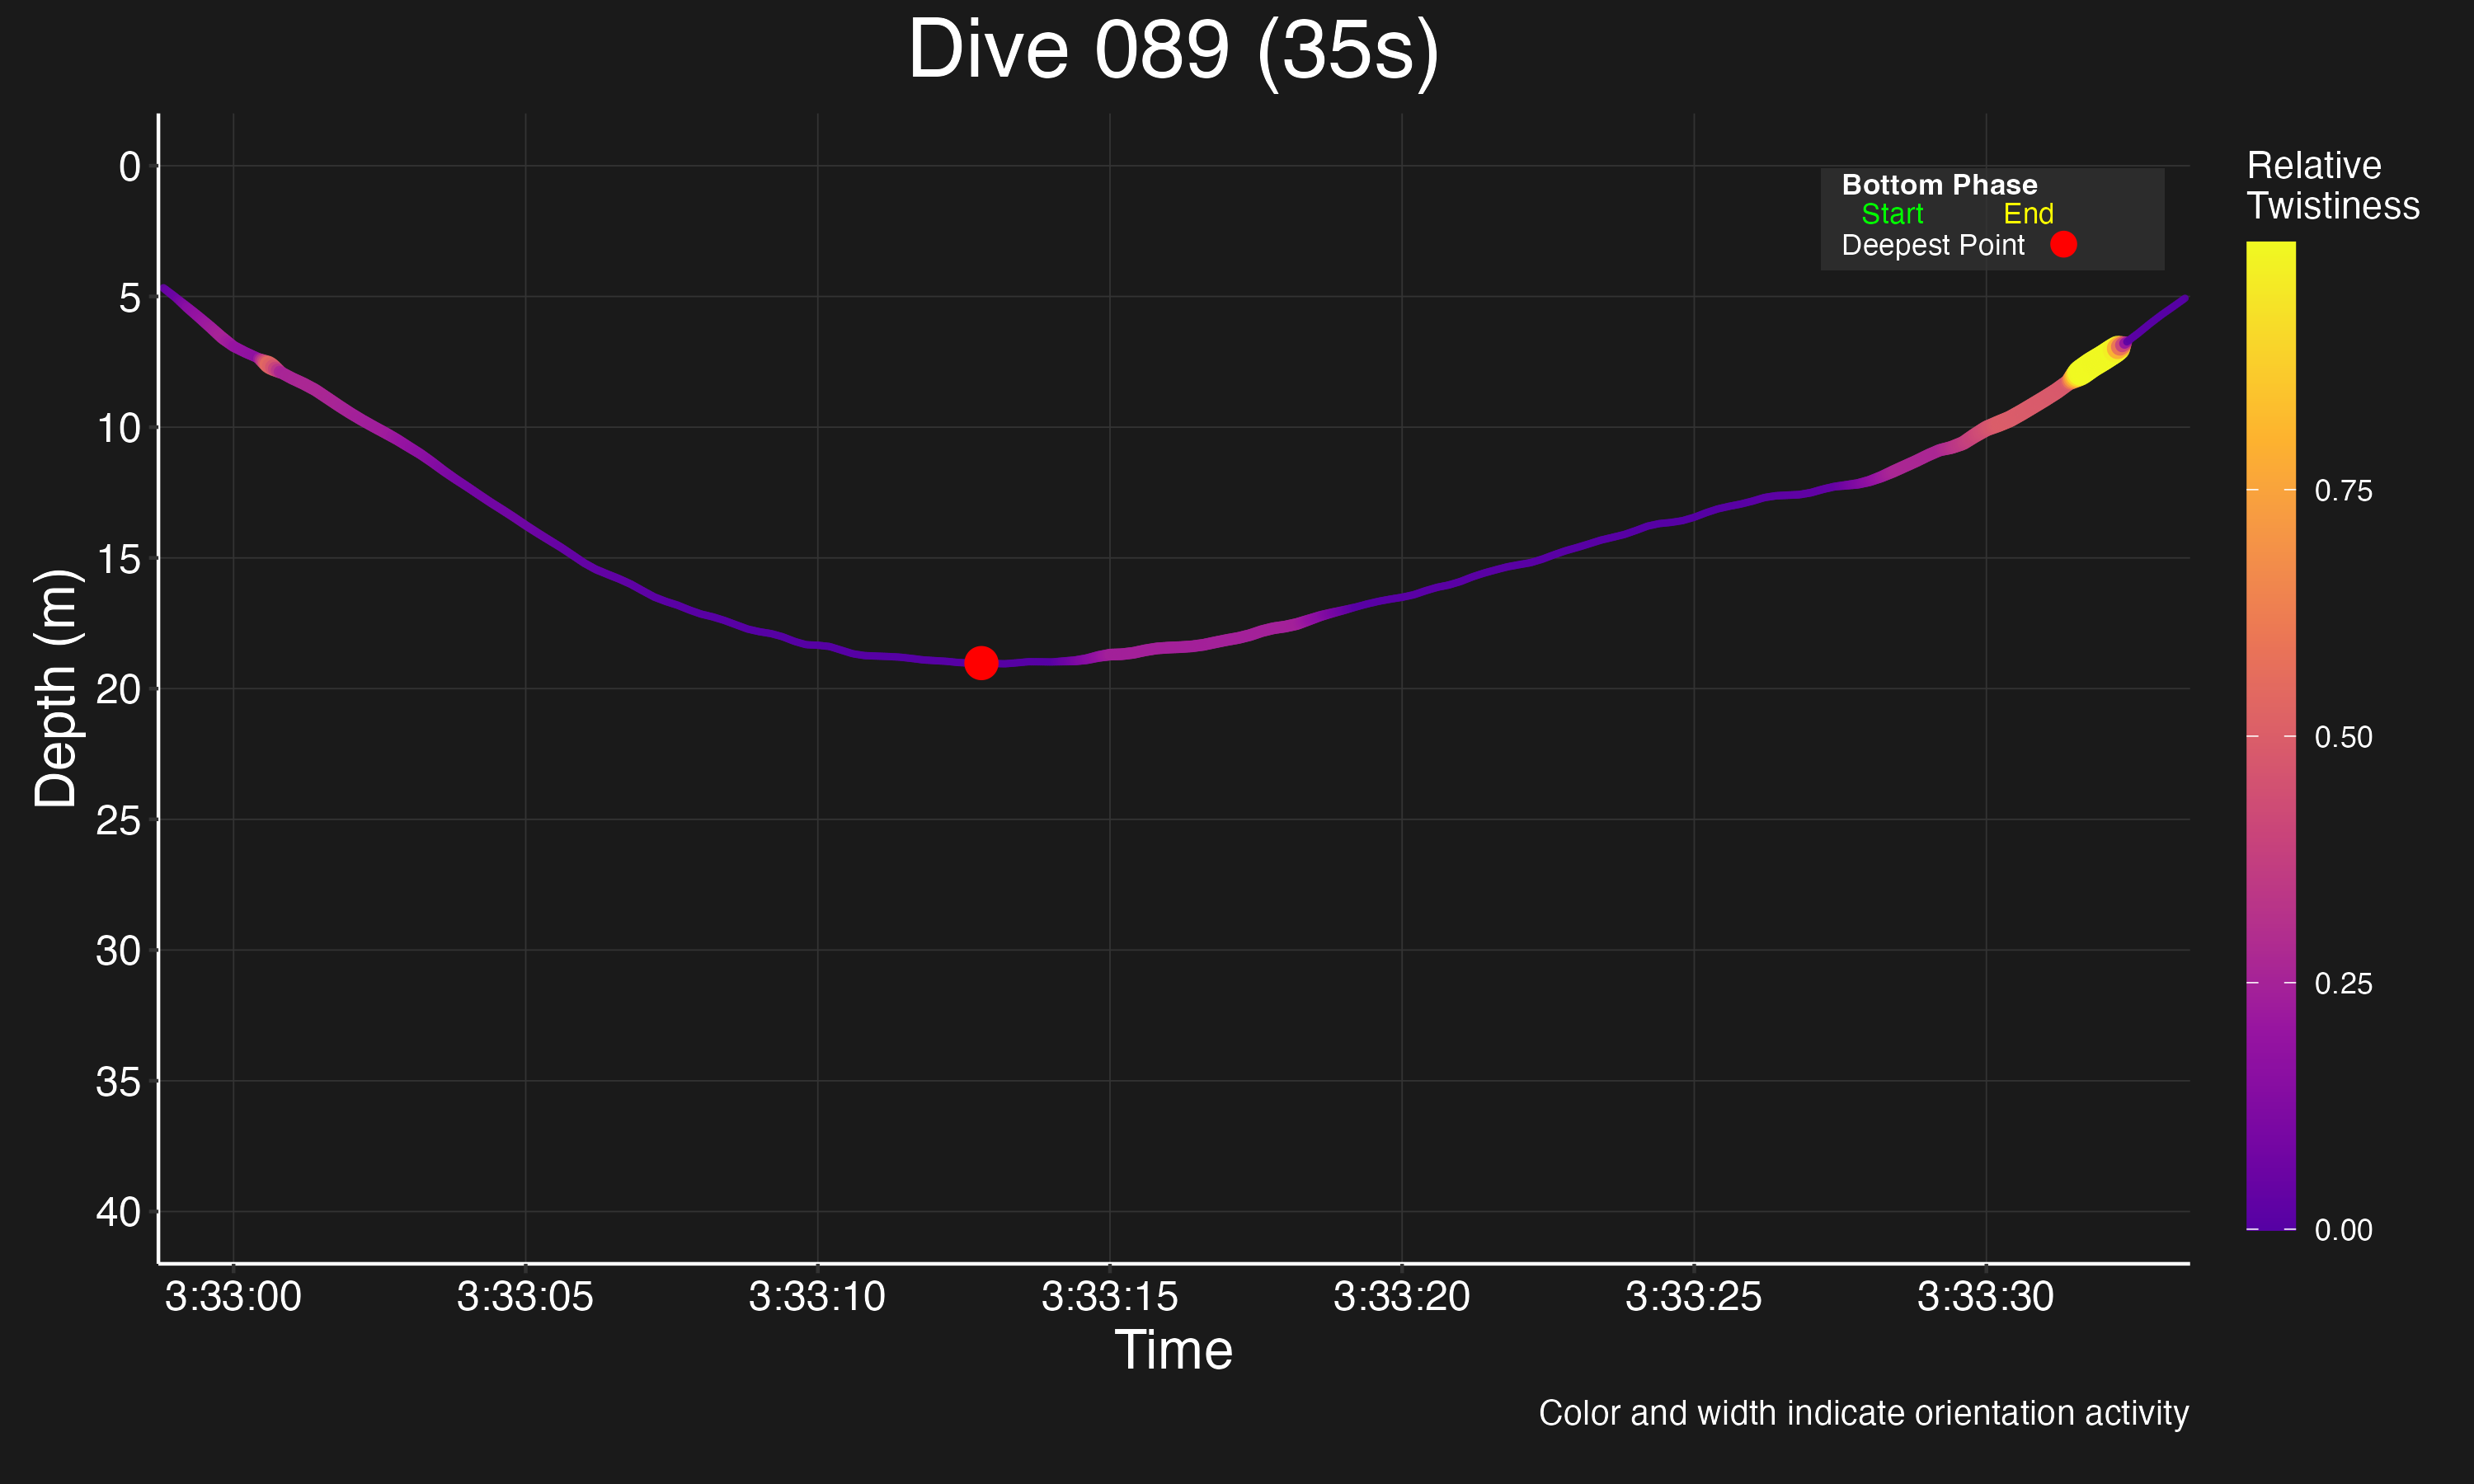 Dive 089 (35s)
Depth (m)
0
5
10
15
20
25
30
35
40
Bottom Phase
Start End
Deepest Point
Relative
Twistiness
0.75
0.50
0.25
0.00
3:33:00 3:33:05 3:33:10 3:33:15 3:33:20 3:33:25 3:33:30
Time
Color and width indicate orientation activity